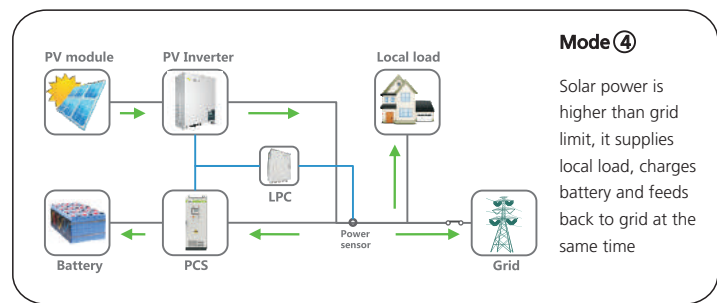 PV module
PV Inverter
Local load
LPC
Power
sensor
Battery
PCS
Grid
Mode④
Solar power is
higher than grid
limit, it supplies
local load, charges
battery and feeds
back to grid at the
same time